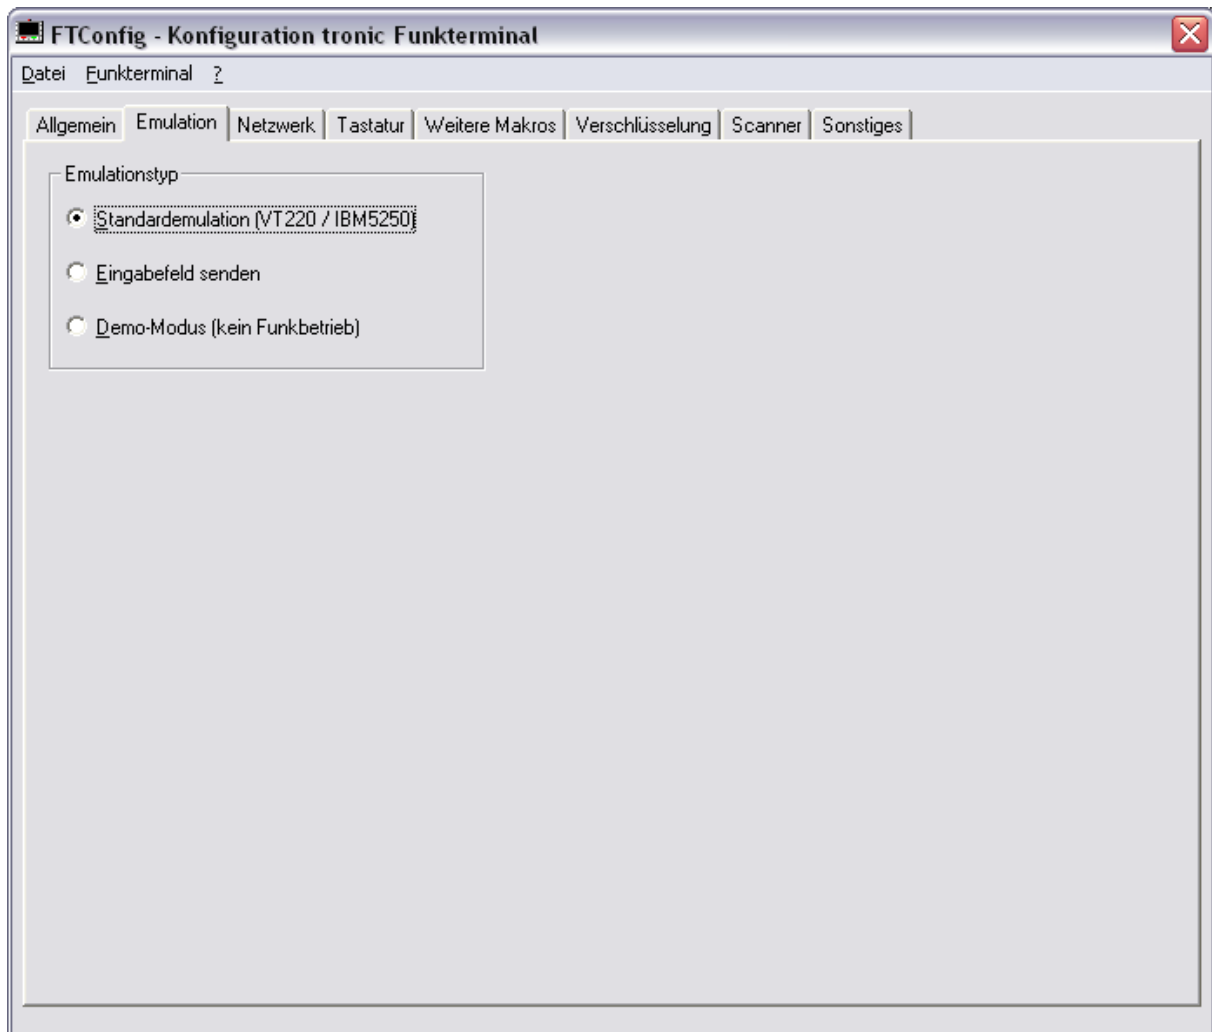 FTConfig - Konfiguration tronic Funkterminal
Datei Funkterminal ?
Allgemein Emulation Netzwerk Tastatur Weitere Makros Verschlüsselung Scanner Sonstiges
Emulationstyp
Standardemulation (VT220 / IBM5250)
Eingabefeld senden
Demo-Modus (kein Funkbetrieb)